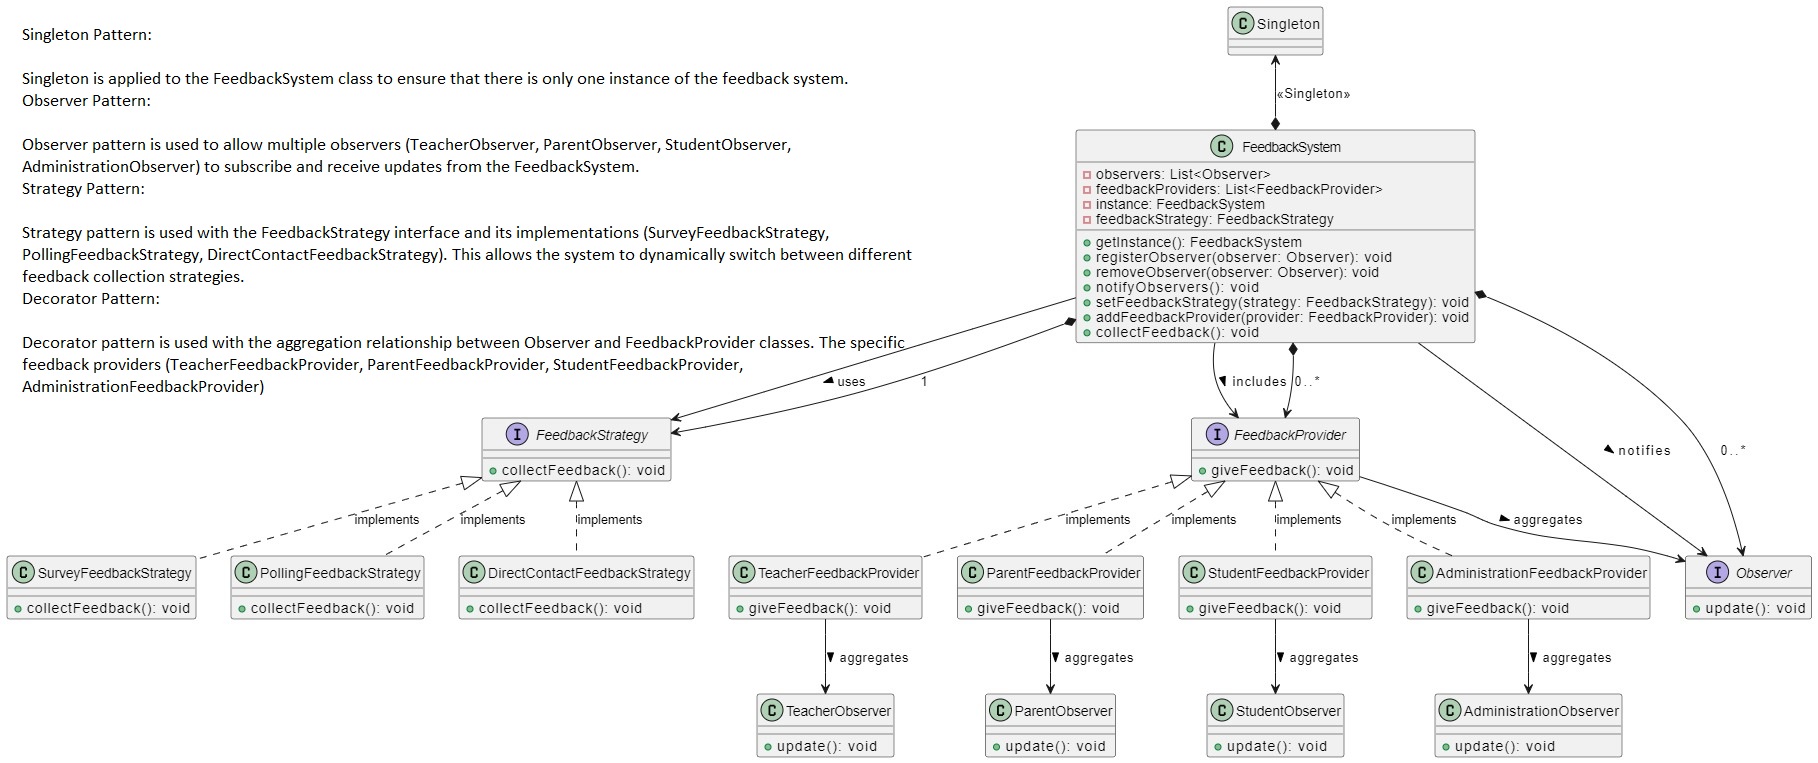 Singleton Pattern:
Singleton is applied to the FeedbackSystem class to ensure that there is only one instance of the feedback system.
Observer Pattern:
Observer pattern is used to allow multiple observers (TeacherObserver, ParentObserver, StudentObserver,
AdministrationObserver) to subscribe and receive updates from the FeedbackSystem.
Strategy Pattern:
Strategy pattern is used with the FeedbackStrategy interface and its implementations (SurveyFeedbackStrategy,
PollingFeedbackStrategy, DirectContactFeedbackStrategy). This allows the system to dynamically switch between different
feedback collection strategies.
Decorator Pattern:
Decorator pattern is used with the aggregation relationship between Observer and FeedbackProvider classes. The specific
feedback providers (TeacherFeedbackProvider, ParentFeedbackProvider, StudentFeedbackProvider,
AdministrationFeedbackProvider)
C Singleton
«Singleton»
C FeedbackSystem
observers: List<Observer>
feedbackProviders: List<FeedbackProvider>
instance: FeedbackSystem
feedbackStrategy: FeedbackStrategy
getInstance(): FeedbackSystem
registerObserver(observer: Observer): void
removeObserver(observer: Observer): void
notifyObservers(): void
setFeedbackStrategy(strategy: FeedbackStrategy): void
addFeedbackProvider(provider: FeedbackProvider): void
collectFeedback(): void
uses
1
includes
0..*
notifies
0..*
I FeedbackStrategy
collectFeedback(): void
I FeedbackProvider
giveFeedback(): void
implements
implements
implements
implements
implements
implements
implements
aggregates
C SurveyFeedbackStrategy
collectFeedback(): void
C PollingFeedbackStrategy
collectFeedback(): void
C DirectContactFeedbackStrategy
collectFeedback(): void
C TeacherFeedbackProvider
giveFeedback(): void
C ParentFeedbackProvider
giveFeedback(): void
C StudentFeedbackProvider
giveFeedback(): void
C AdministrationFeedbackProvider
giveFeedback(): void
I Observer
update(): void
aggregates
aggregates
aggregates
aggregates
C TeacherObserver
update(): void
C ParentObserver
update(): void
C StudentObserver
update(): void
C AdministrationObserver
update(): void